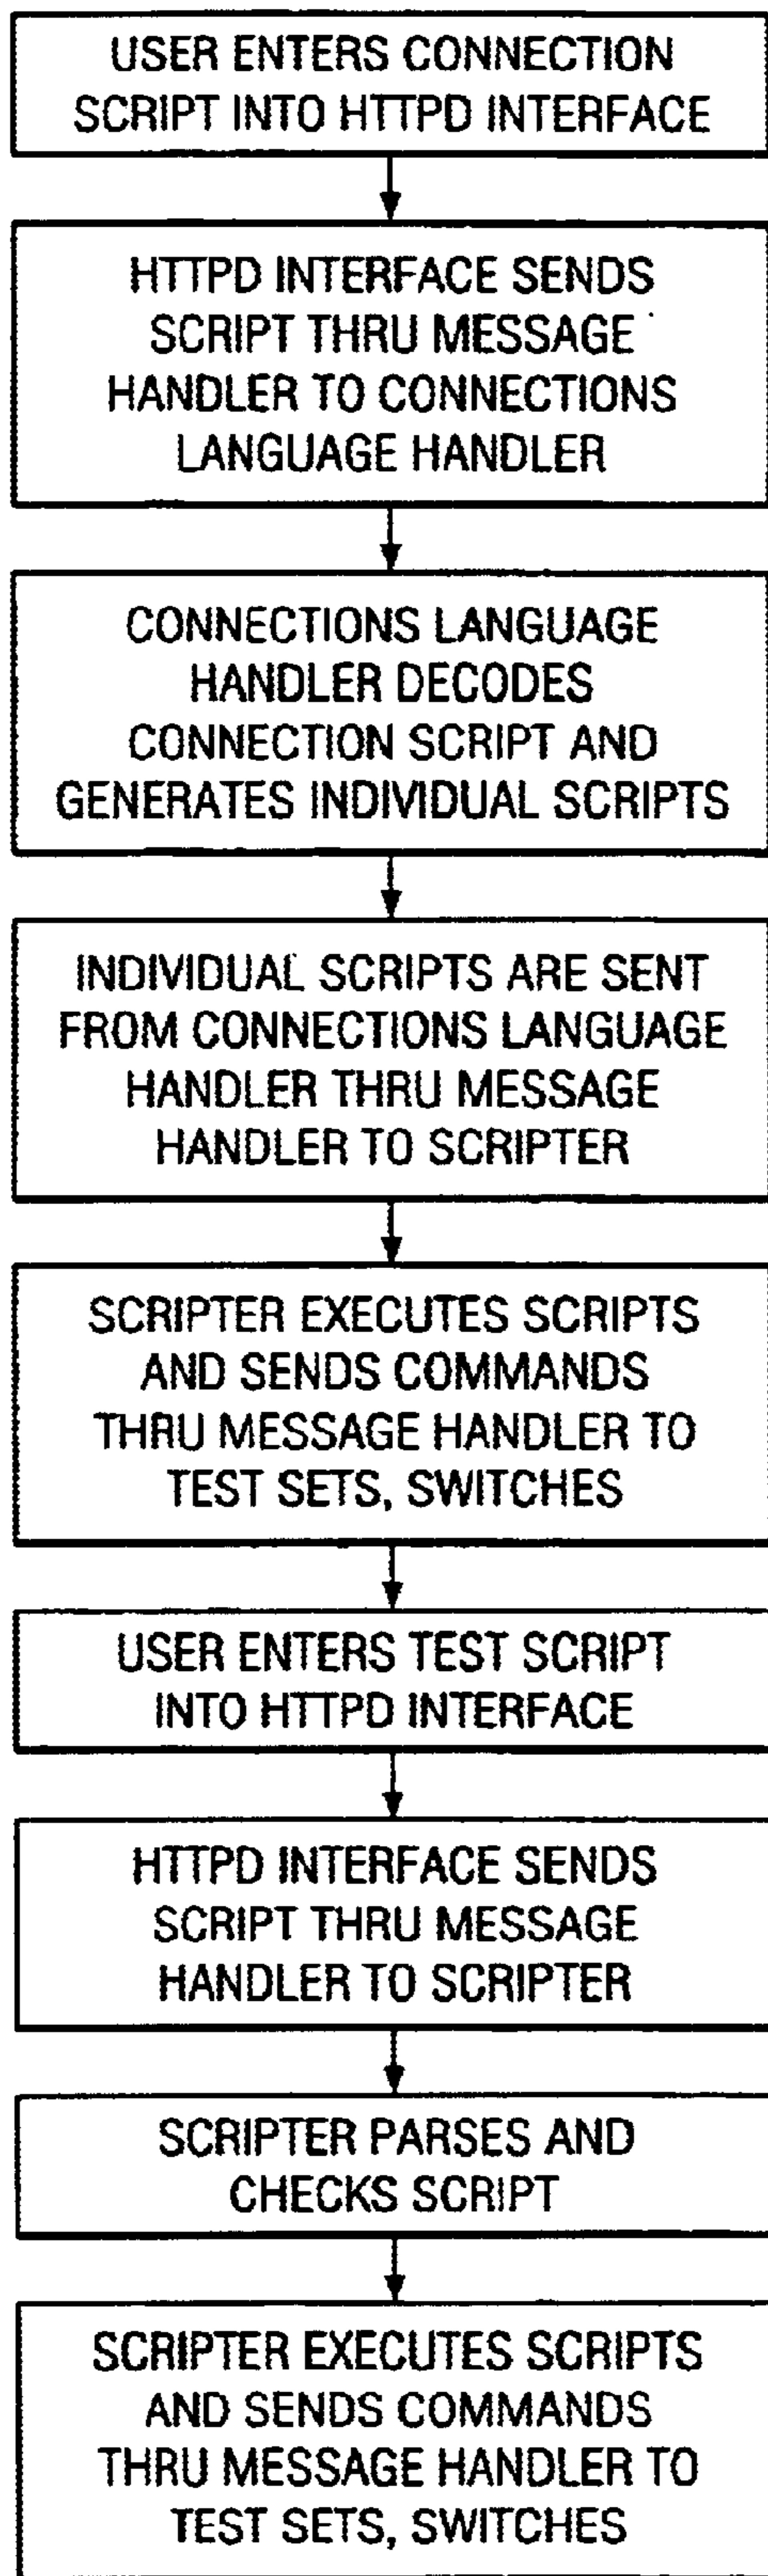 USER ENTERS CONNECTION
SCRIPT INTO HTTPD INTERFACE
HTTPD INTERFACE SENDS
SCRIPT THRU MESSAGE
HANDLER TO CONNECTIONS
LANGUAGE HANDLER
CONNECTIONS LANGUAGE
HANDLER DECODES
CONNECTION SCRIPT AND
GENERATES INDIVIDUAL SCRIPTS
INDIVIDUAL SCRIPTS ARE SENT
FROM CONNECTIONS LANGUAGE
HANDLER THRU MESSAGE
HANDLER TO SCRIPTER
SCRIPTER EXECUTES SCRIPTS
AND SENDS COMMANDS
THRU MESSAGE HANDLER TO
TEST SETS, SWITCHES
USER ENTERS TEST SCRIPT
INTO HTTPD INTERFACE
HTTPD INTERFACE SENDS
SCRIPT THRU MESSAGE
HANDLER TO SCRIPTER
SCRIPTER PARSES AND
CHECKS SCRIPT
SCRIPTER EXECUTES SCRIPTS
AND SENDS COMMANDS
THRU MESSAGE HANDLER TO
TEST SETS, SWITCHES